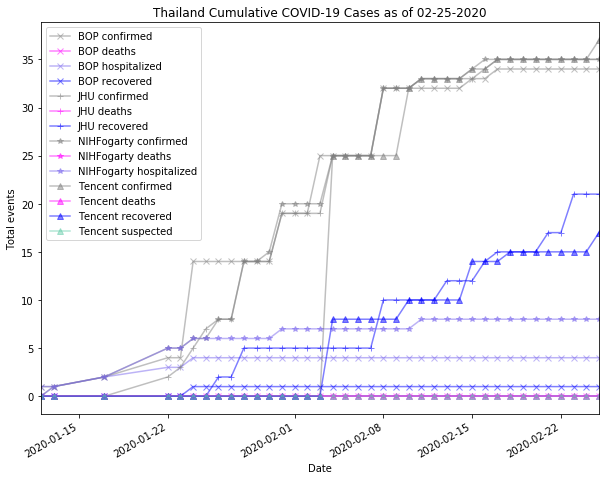 Thailand Cumulative COVID-19 Cases as of 02-25-2020
BOP confirmed
BOP deaths
BOP hospitalized
BOP recovered
JHU confirmed
JHU deaths
JHU recovered
NIHFogarty confirmed
NIHFogarty deaths
NIHFogarty hospitalized
Tencent confirmed
Tencent deaths
Tencent recovered
Tencent suspected
Total events
35
30
25
20
15
10
5
0
2020-01-15
2020-01-22
2020-02-01
2020-02-08
2020-02-15
2020-02-22
Date